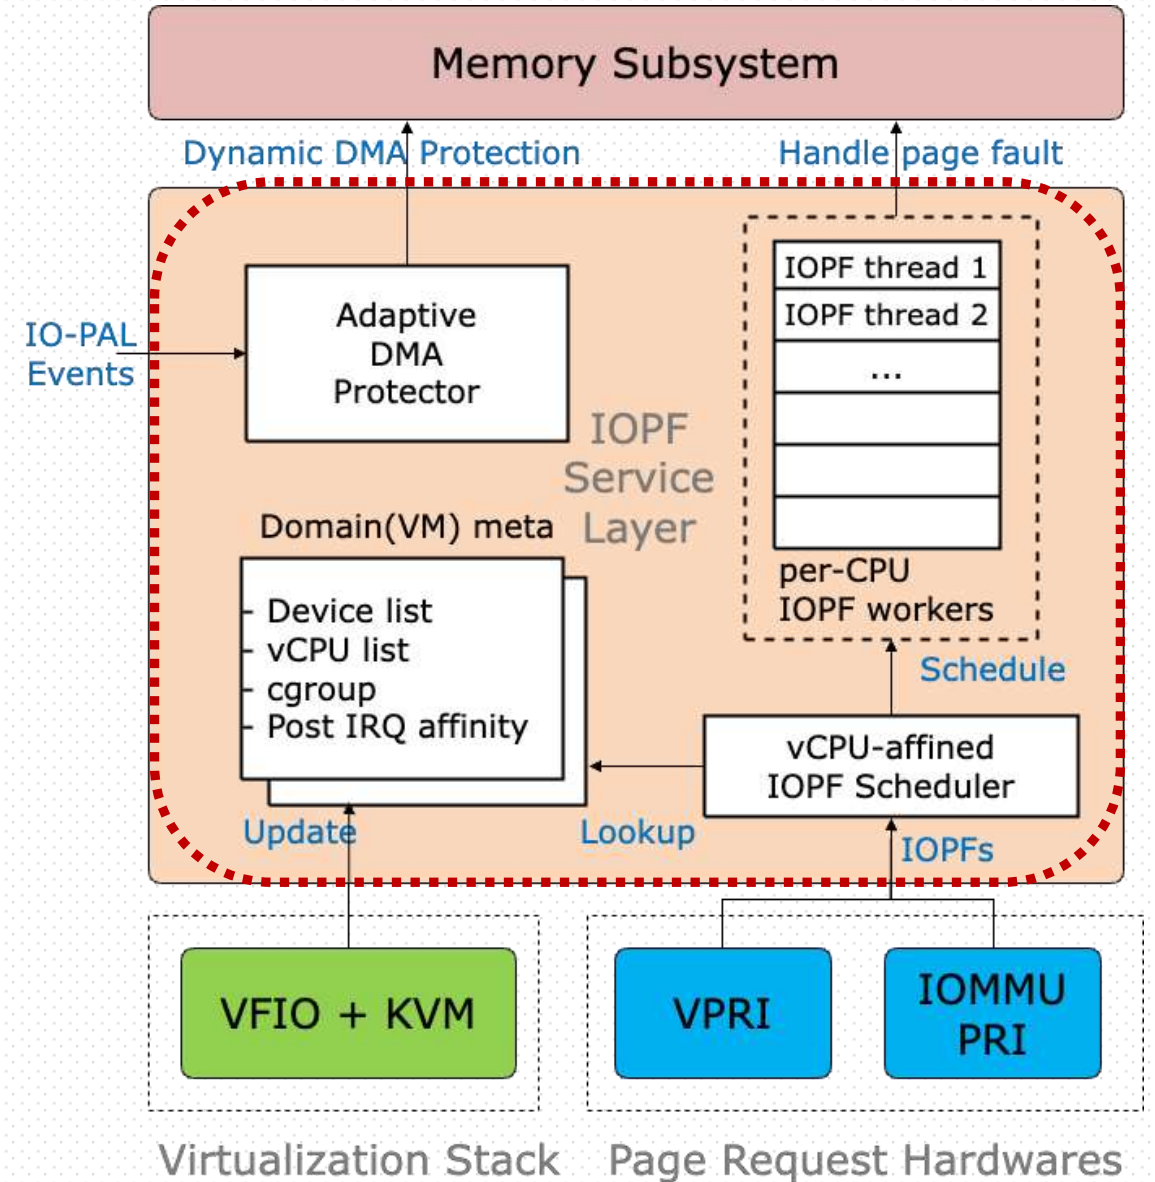 Memory Subsystem
Dynamic DMA Protection
Handle page fault
IO-PAL
Events
Adaptive
DMA
Protector
IOPF
Service
Layer
IOPF thread 1
IOPF thread 2
...
per-CPU
IOPF workers
Domain(VM) meta
- Device list
- vCPU list
- cgroup
- Post IRQ affinity
Schedule
vCPU-affined
IOPF Scheduler
Update
Lookup
IOPFs
VFIO + KVM
VPRI
IOMMU
PRI
Virtualization Stack
Page Request Hardwares